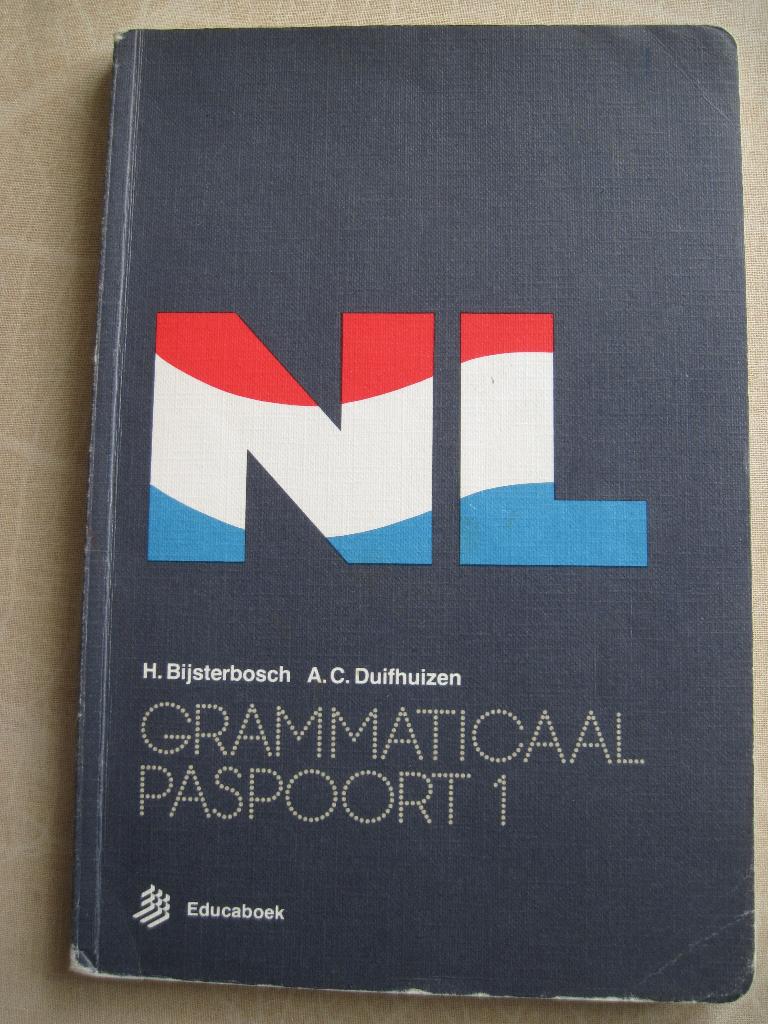 NL
H. Bijsterbosch A. C. Duifhuizen
GRAMMATICAAL
PASPOORT 1
Educaboek